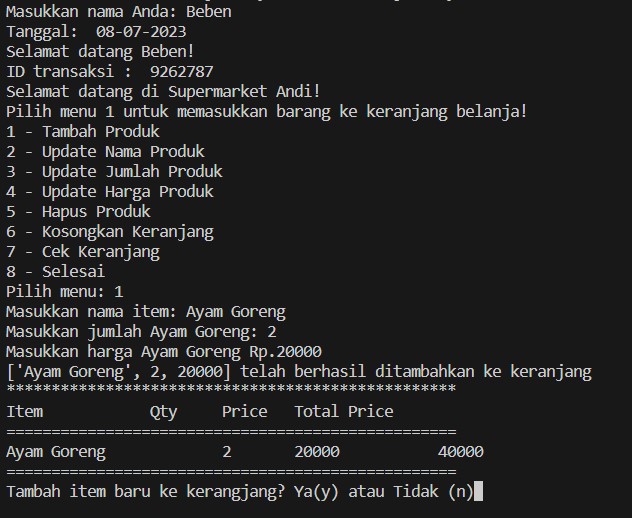 Masukkan nama Anda: Beben
Tanggal:  08-07-2023
Selamat datang Beben!
ID transaksi :  9262787
Selamat datang di Supermarket Andi!
Pilih menu 1 untuk memasukkan barang ke keranjang belanja!
1 - Tambah Produk
2 - Update Nama Produk
3 - Update Jumlah Produk
4 - Update Harga Produk
5 - Hapus Produk
6 - Kosongkan Keranjang
7 - Cek Keranjang
8 - Selesai
Pilih menu: 1
Masukkan nama item: Ayam Goreng
Masukkan jumlah Ayam Goreng: 2
Masukkan harga Ayam Goreng Rp.20000
['Ayam Goreng', 2, 20000] telah berhasil ditambahkan ke keranjang
**************************************************
Item            Qty     Price   Total Price
==================================================
Ayam Goreng             2       20000           40000
==================================================
Tambah item baru ke kerangjang? Ya(y) atau Tidak (n)